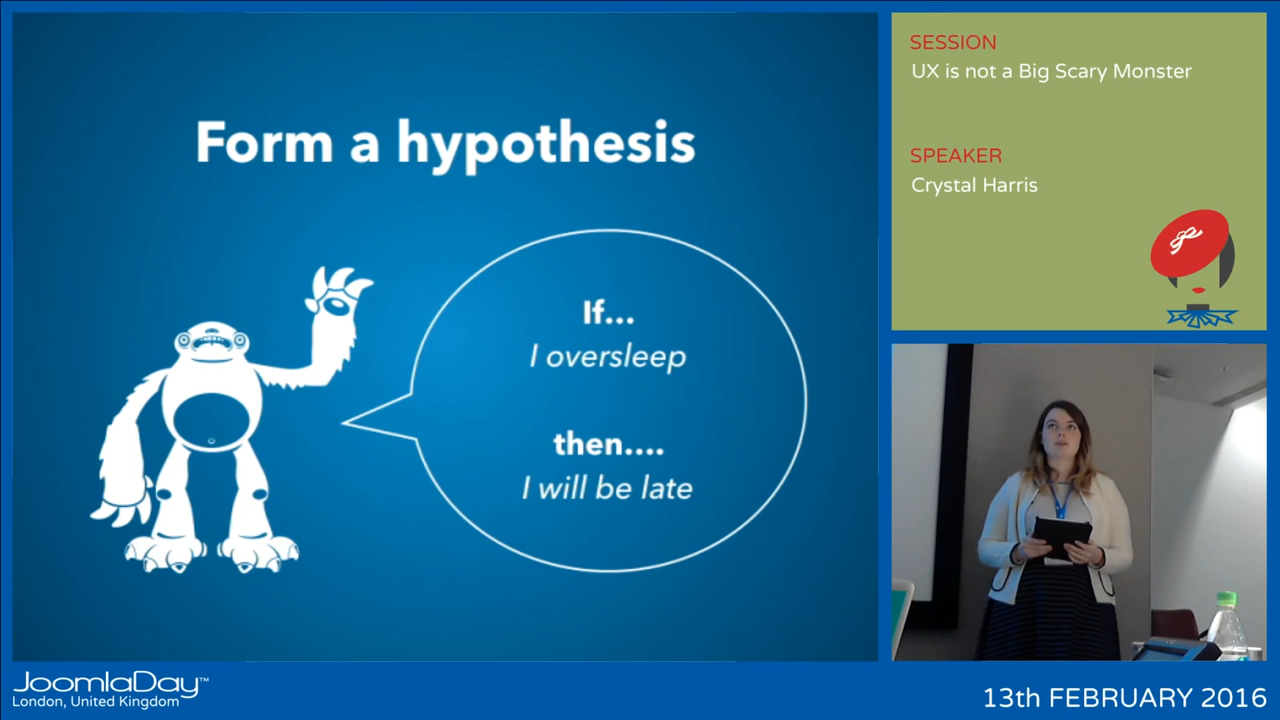 Form a hypothesis
If...
I oversleep
then....
I will be late
SESSION
UX is not a Big Scary Monster
SPEAKER
Crystal Harris
JoomlaDay™
London, United Kingdom
13th FEBRUARY 2016